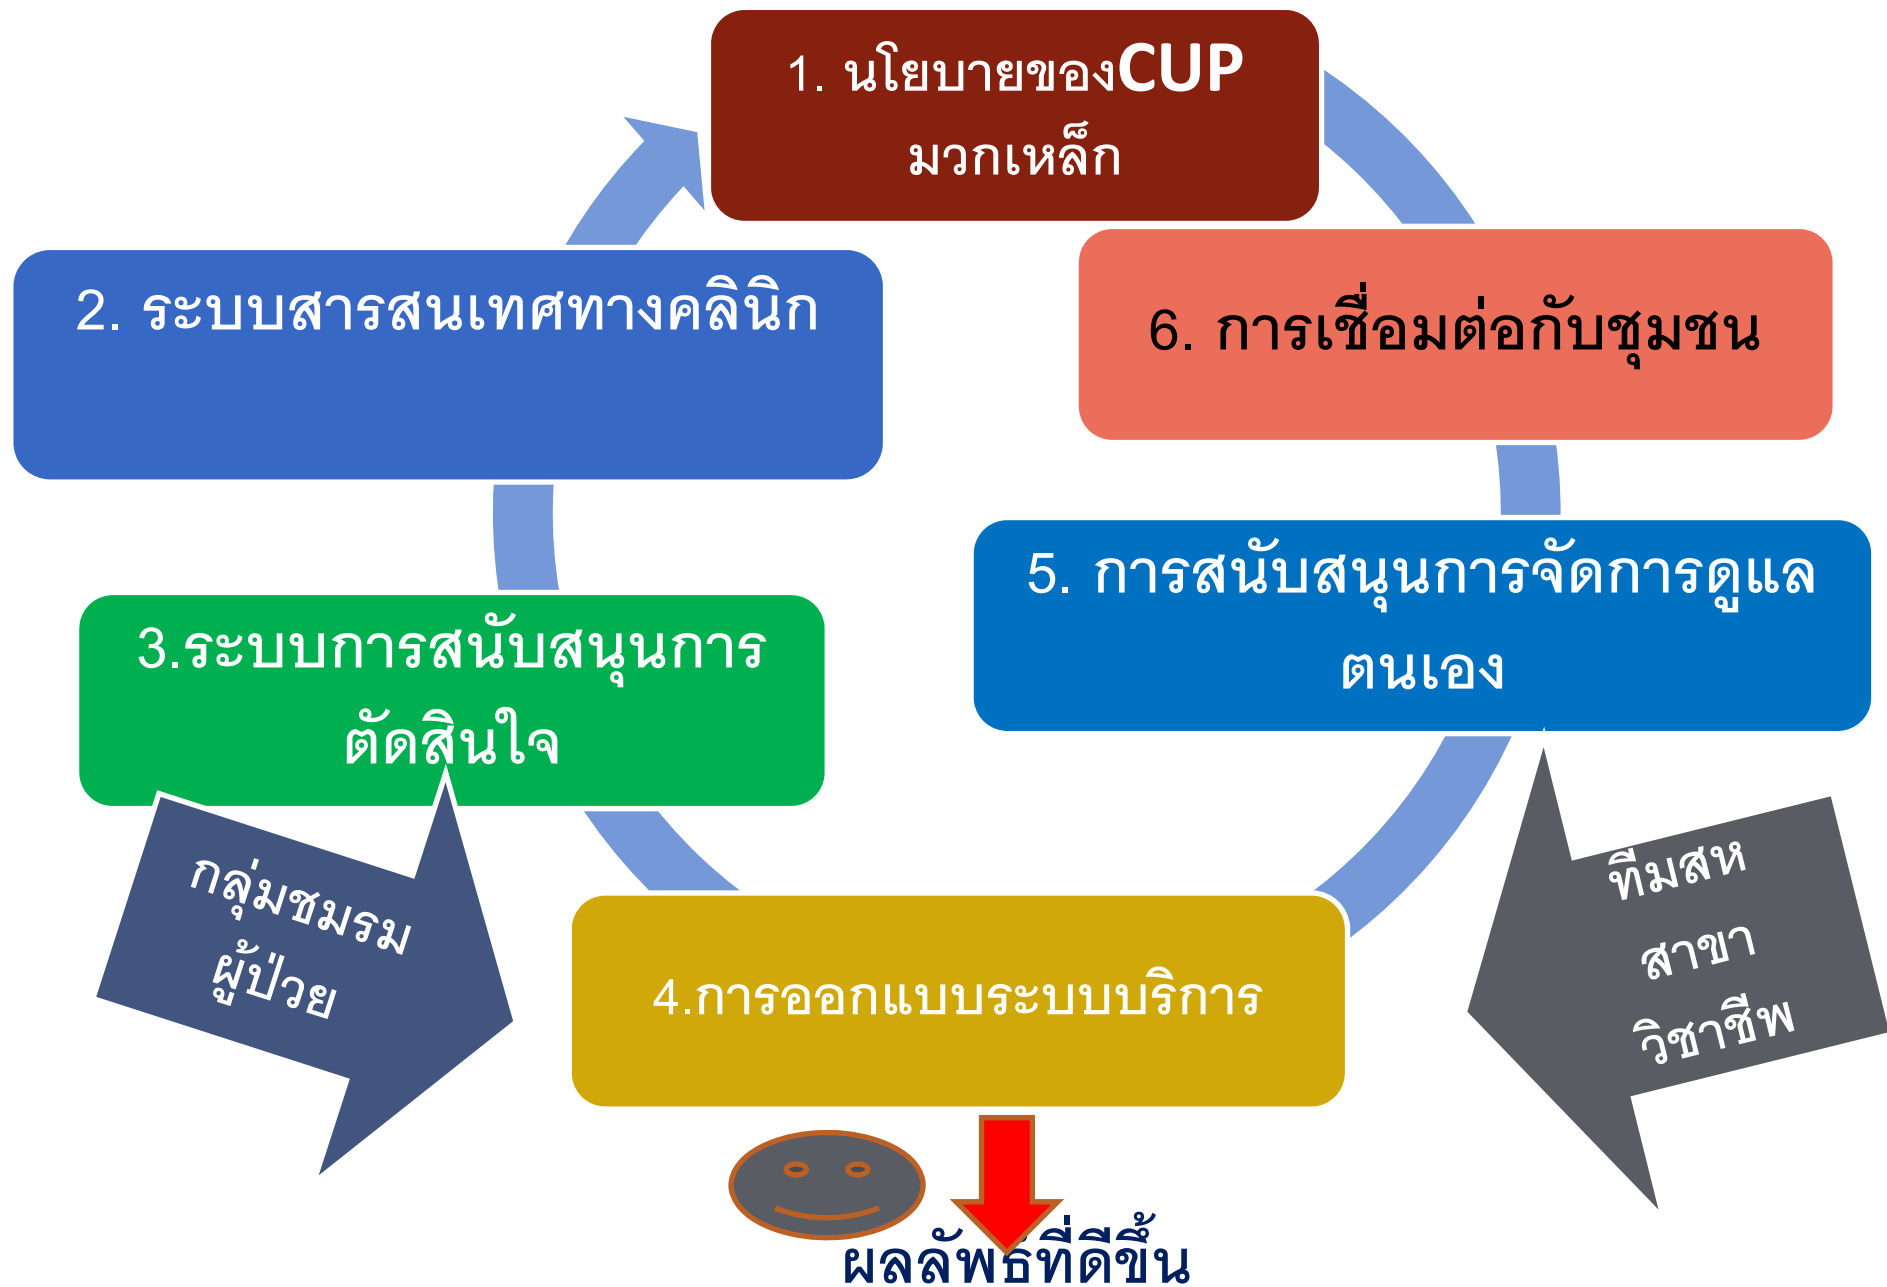 1. นโยบายของCUP
มวกเหล็ก
2. ระบบสารสนเทศทางคลินิก
6. การเชื่อมต่อกับชุมชน
5. การสนับสนุนการจัดการดูแล
ตนเอง
3.ระบบการสนับสนุนการ
ตัดสินใจ
กลุ่มชมรม
ผู้ป่วย
ทีมสห
สาขา
วิชาชีพ
4.การออกแบบระบบบริการ
ผลลัพธ์ที่ดีขึ้น